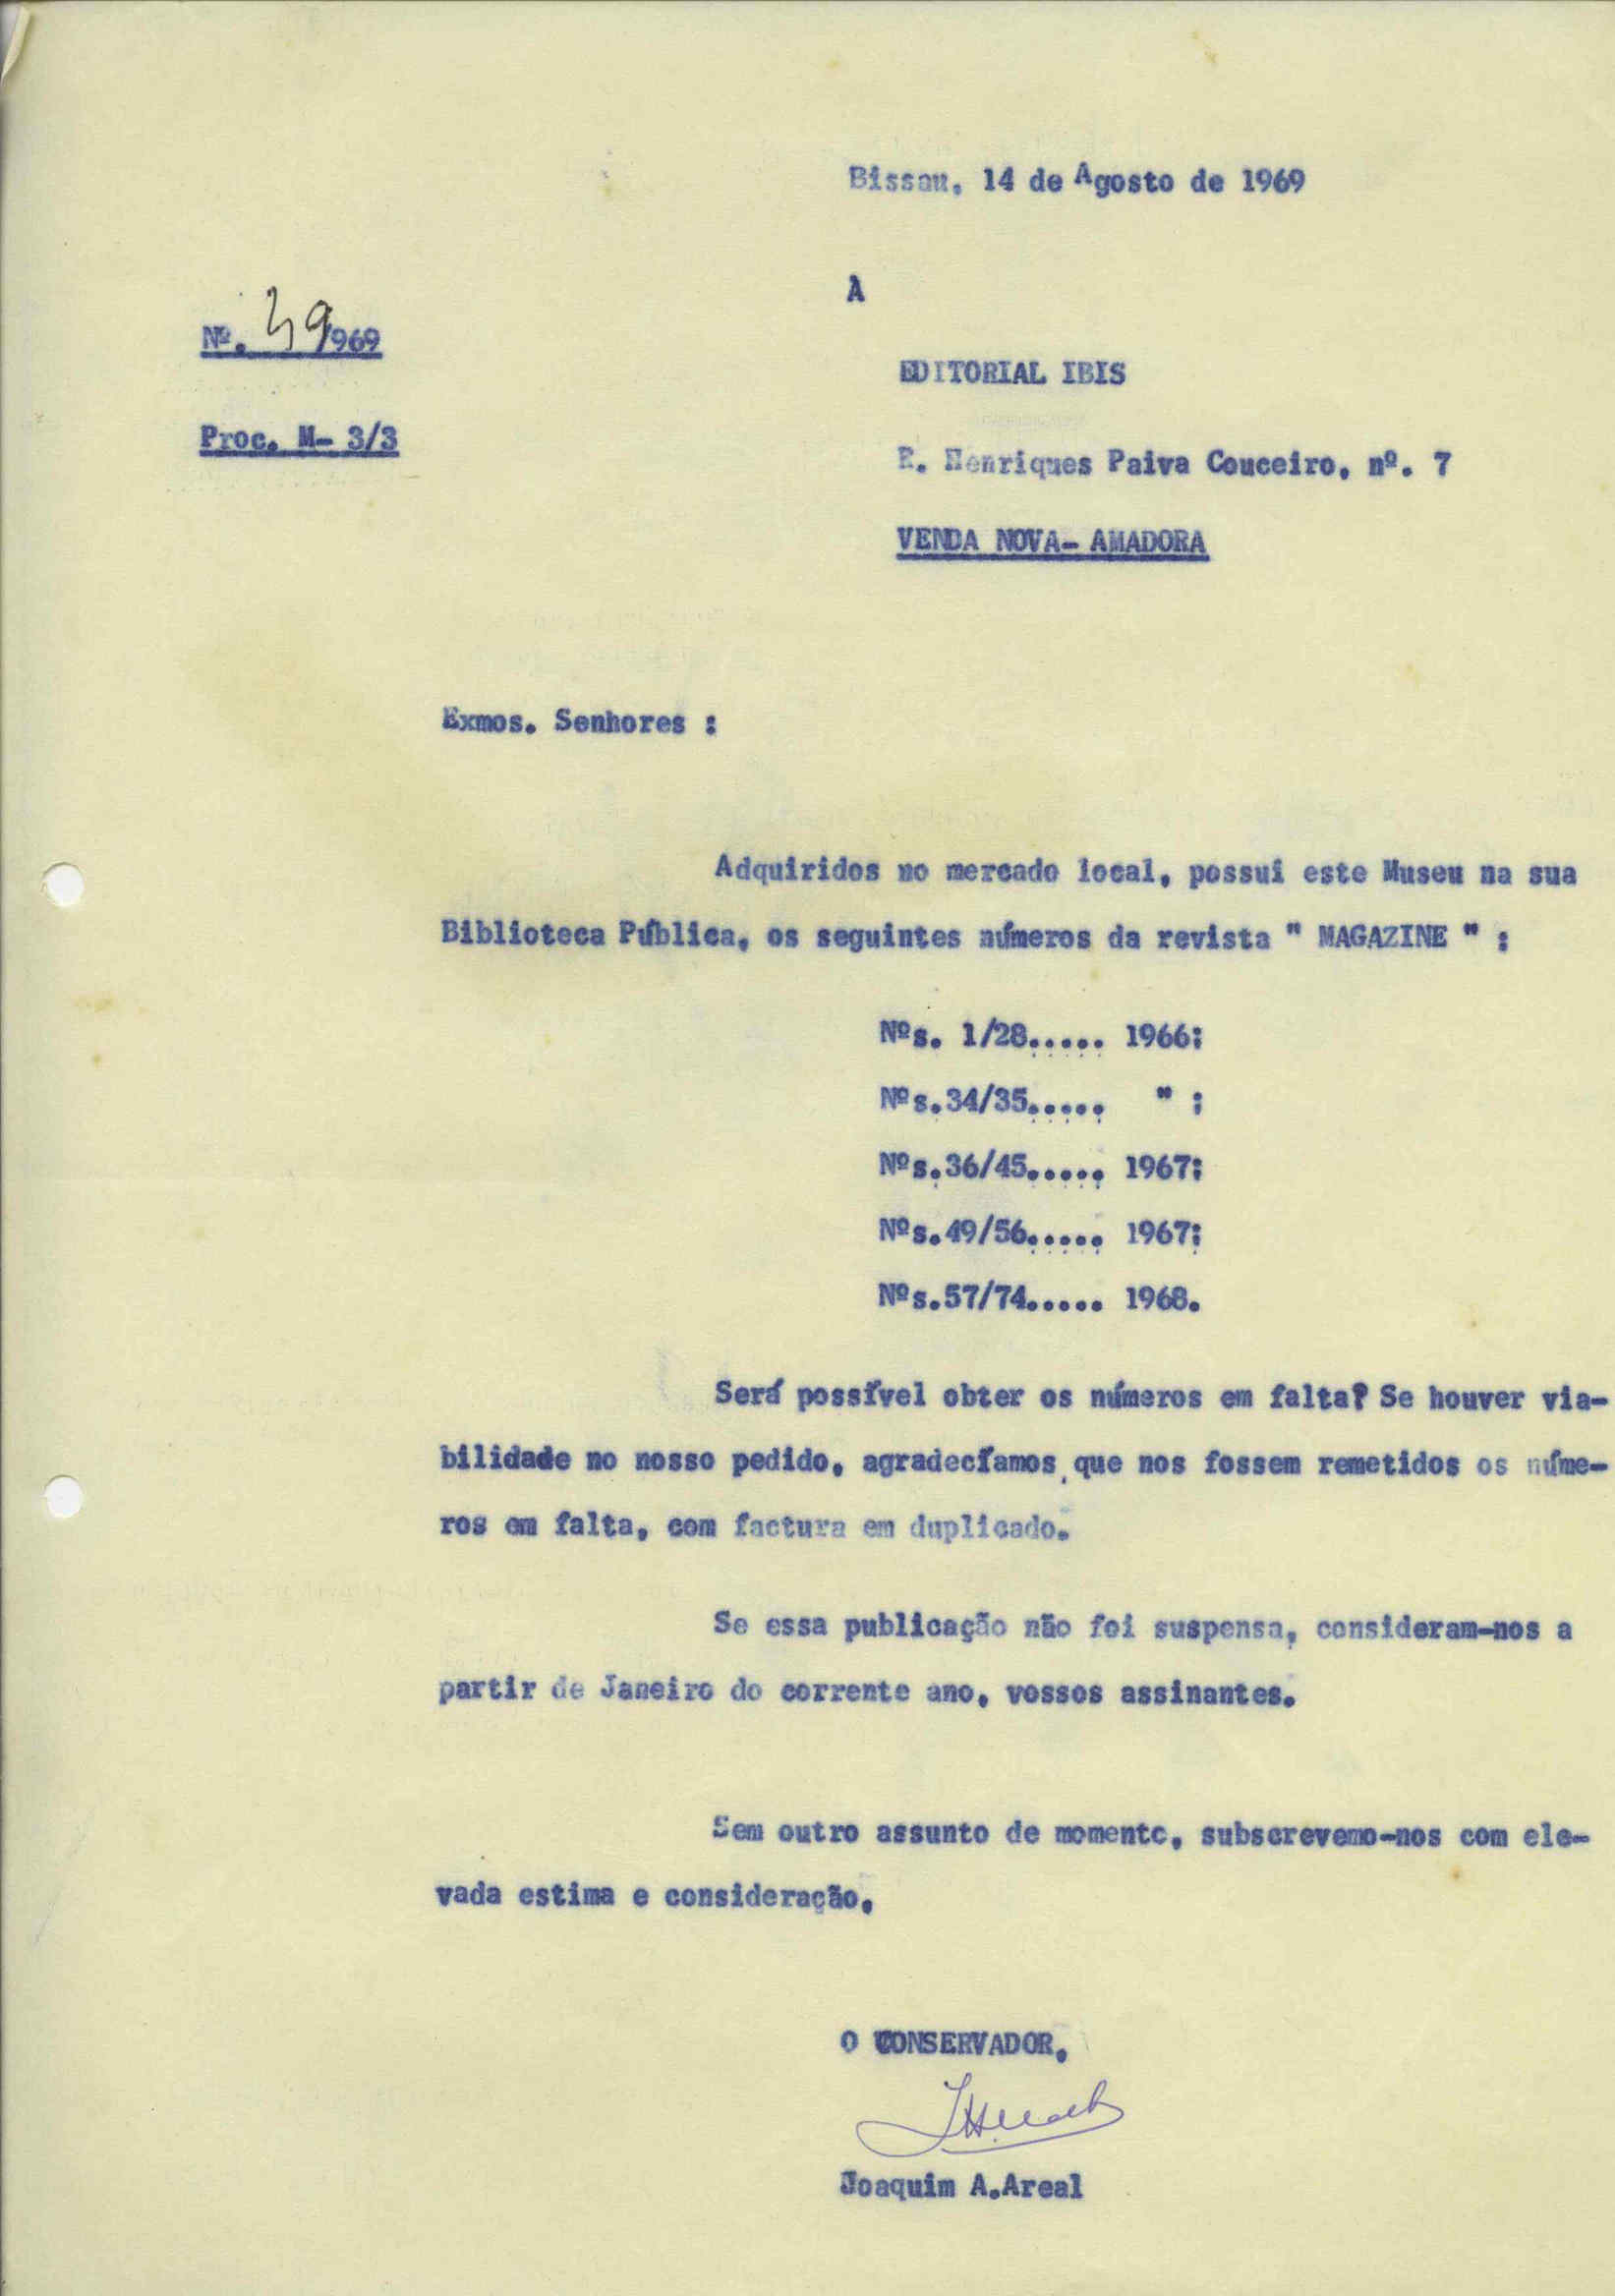 Bissau, 14 de Agosto de 1969
A
Nº. 39/969
EDITORIAL IBIS
Proc. M- 3/3
R. Henriques Paiva Couceiro, nº. 7
VENDA NOVA- AMADORA
Exmos. Senhores :
Adquiridos no mercado local, possui este Museu na sua
Biblioteca Pública, os seguintes números da revista " MAGAZINE " :
Nºs. 1/28..... 1966;
Nºs.34/35..... " ;
Nºs.36/45..... 1967;
Nºs.49/56..... 1967;
Nºs.57/74..... 1968.
Será possível obter os números em falta? Se houver via-
bilidade no nosso pedido, agradecíamos que nos fossem remetidos os núme-
ros em falta, com factura em duplicado.
Se essa publicação não foi suspensa, consideram-nos a
partir de Janeiro do corrente ano, vossos assinantes.
Sem outro assunto de momento, subscrevemo-nos com ele-
vada estima e consideração,
O CONSERVADOR,
Joaquim A.Areal